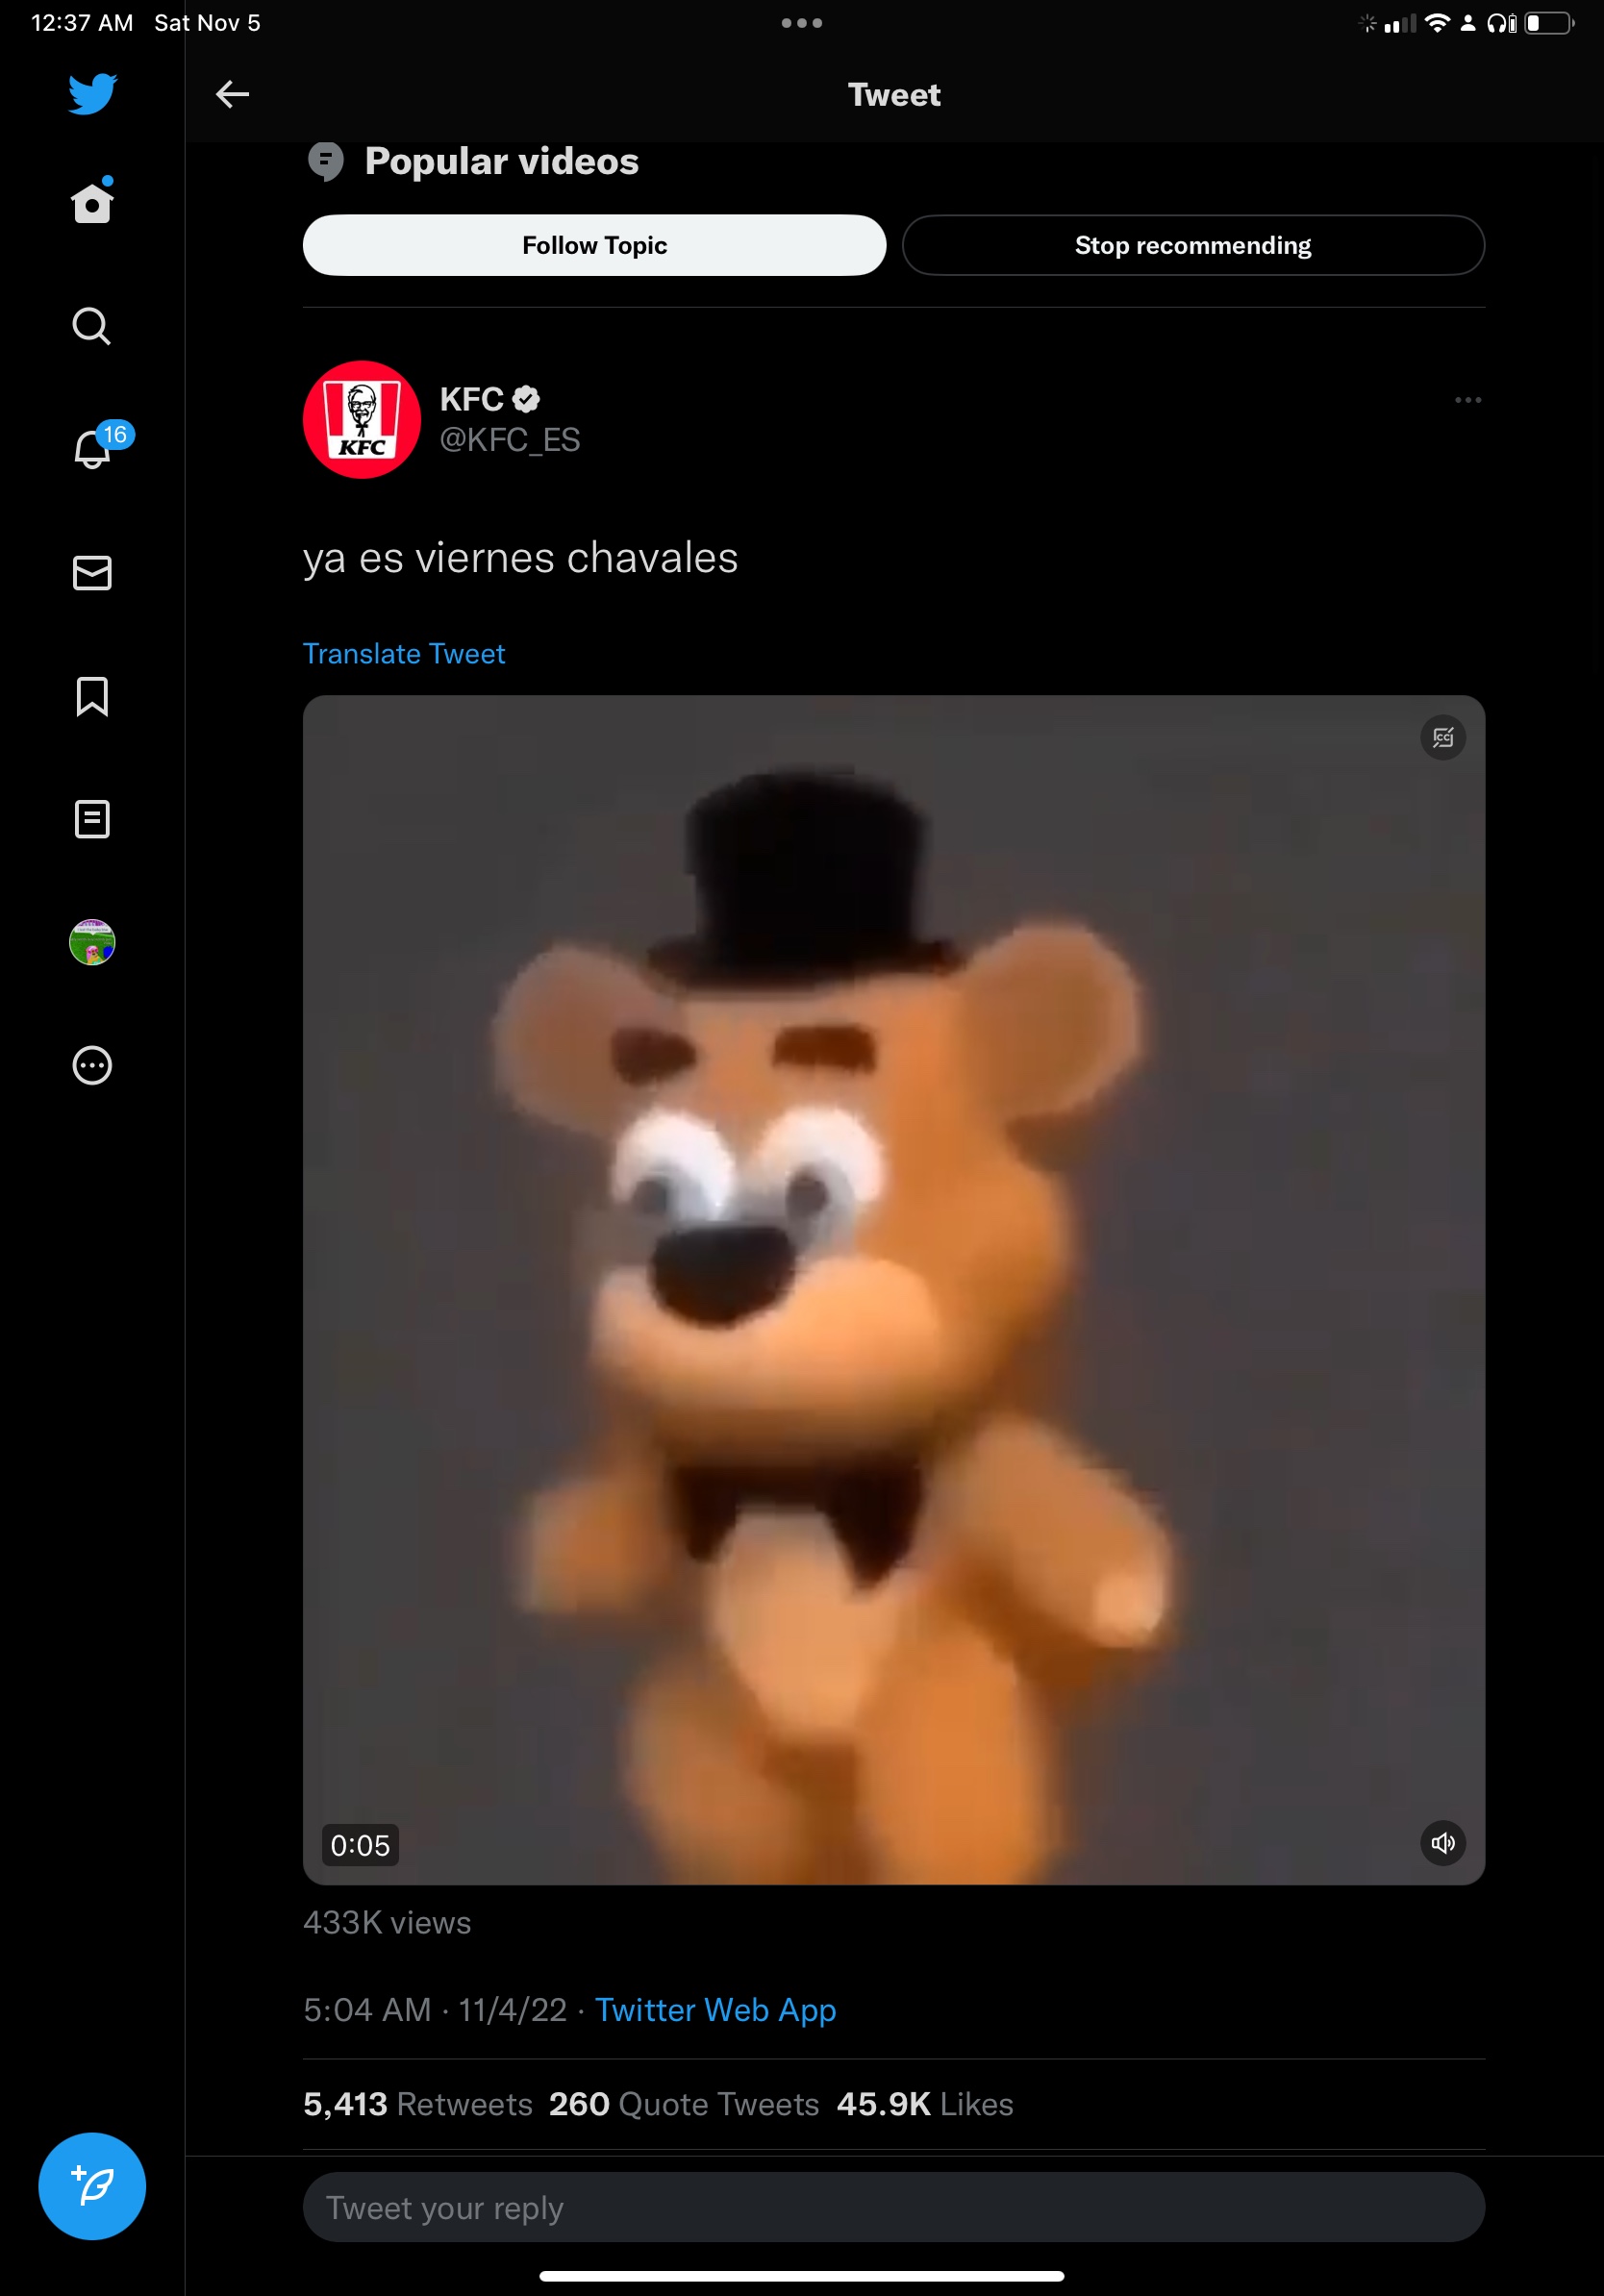 12:37 AM Sat Nov 5
Tweet
Popular videos
Follow Topic Stop recommending
KFC
KFC
@KFC_ES
16
ya es viernes chavales
Translate Tweet
CC
0:05
433K views
5:04 AM · 11/4/22 · Twitter Web App
5,413 Retweets 260 Quote Tweets 45.9K Likes
Tweet your reply